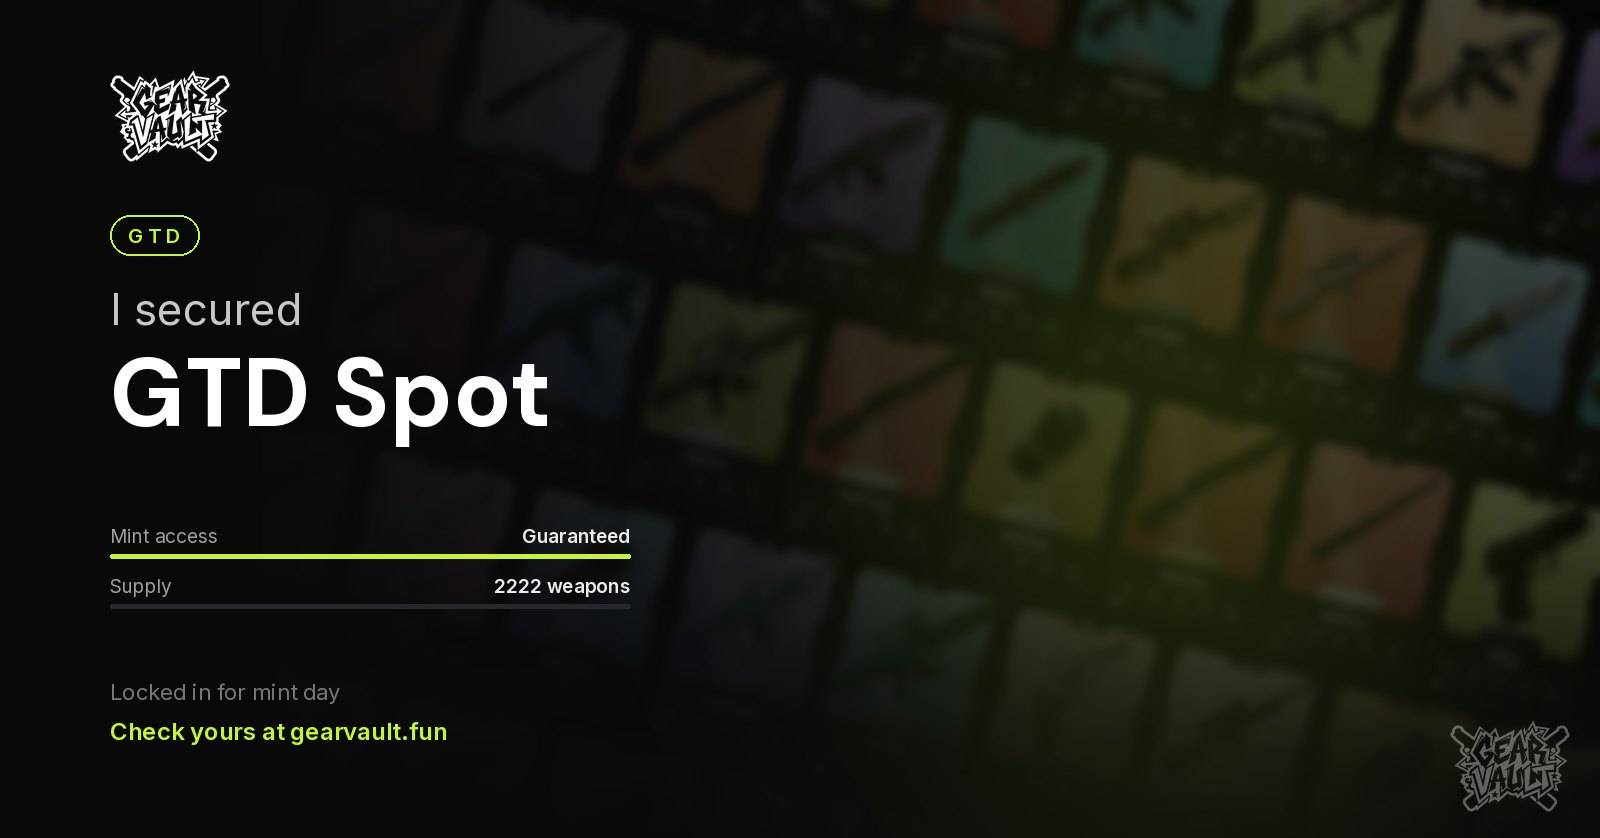 GEAR
VAULT
GTD
I secured
GTD Spot
Mint access Guaranteed
Supply 2222 weapons
Locked in for mint day
Check yours at gearvault.fun
GEAR
VAULT